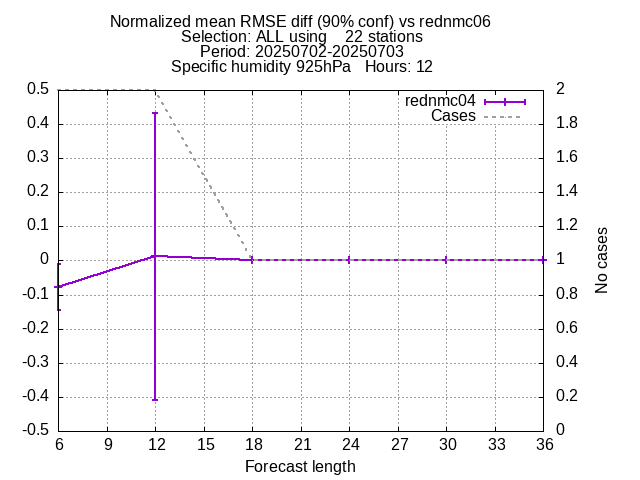 Normalized mean RMSE diff (90% conf) vs rednmc06
Selection: ALL using    22 stations
Period: 20250702-20250703
Specific humidity 925hPa   Hours: 12
rednmc04
Cases
0.5
0.4
0.3
0.2
0.1
0
-0.1
-0.2
-0.3
-0.4
-0.5
2
1.8
1.6
1.4
1.2
1
0.8
0.6
0.4
0.2
0
No cases
6 9 12 15 18 21 24 27 30 33 36
Forecast length